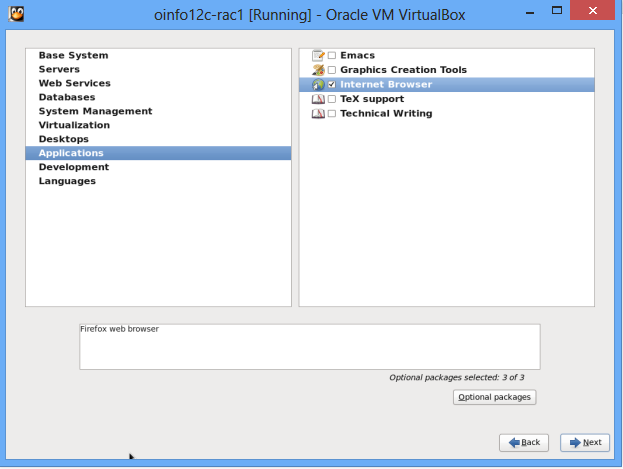 oinfo12c-rac1 [Running] - Oracle VM VirtualBox
Base System
Servers
Web Services
Databases
System Management
Virtualization
Desktops
Applications
Development
Languages
Emacs
Graphics Creation Tools
Internet Browser
TeX support
Technical Writing
Firefox web browser
Optional packages selected: 3 of 3
Optional packages
Back
Next